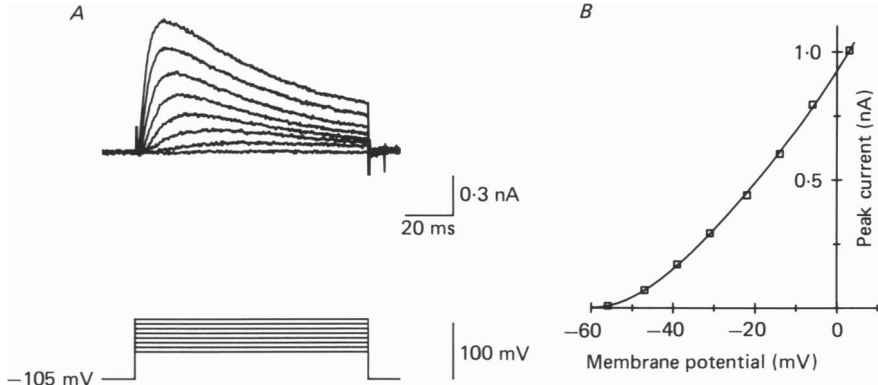 A
0·3 nA
20 ms
100 mV
−105 mV
B
1·0
0·5
Peak current (nA)
−60
−40
−20
0
Membrane potential (mV)